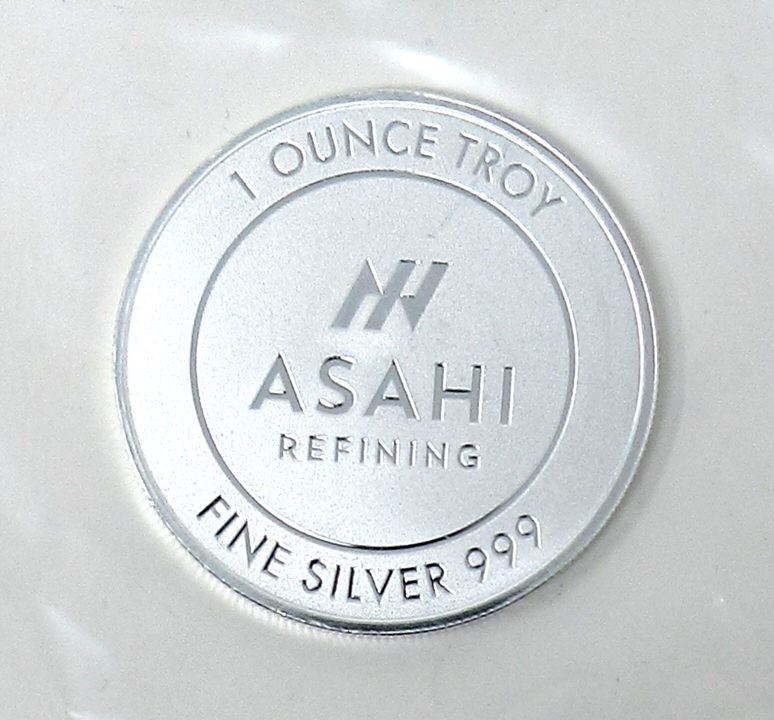 1 OUNCE TROY
ASAHI
REFINING
FINE SILVER 999